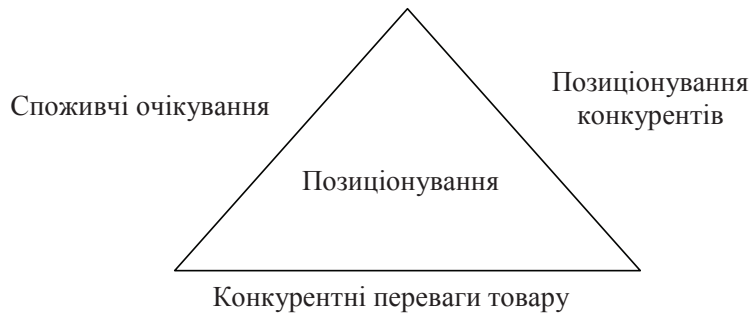 Споживчі очікування
Позиціонування
конкурентів
Позиціонування
Конкурентні переваги товару